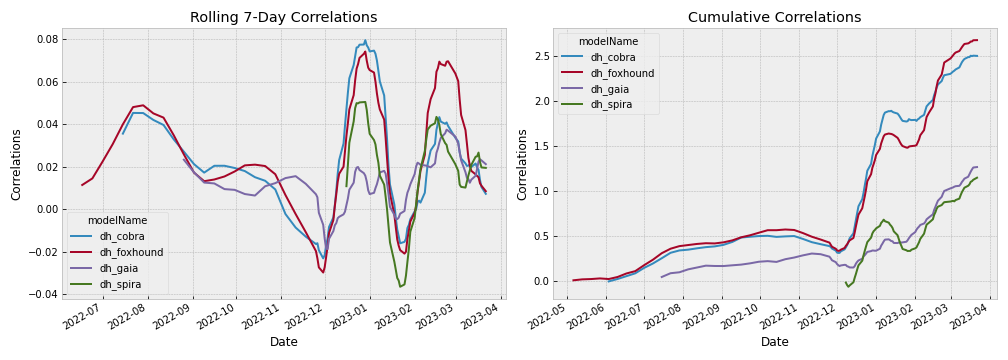 Rolling 7-Day Correlations
Correlations
0.08
0.06
0.04
0.02
0.00
−0.02
−0.04
modelName
dh_cobra
dh_foxhound
dh_gaia
dh_spira
2022-07
2022-08
2022-09
2022-10
2022-11
2022-12
2023-01
2023-02
2023-03
2023-04
Date
Cumulative Correlations
Correlations
2.5
2.0
1.5
1.0
0.5
0.0
modelName
dh_cobra
dh_foxhound
dh_gaia
dh_spira
2022-05
2022-06
2022-07
2022-08
2022-09
2022-10
2022-11
2022-12
2023-01
2023-02
2023-03
2023-04
Date